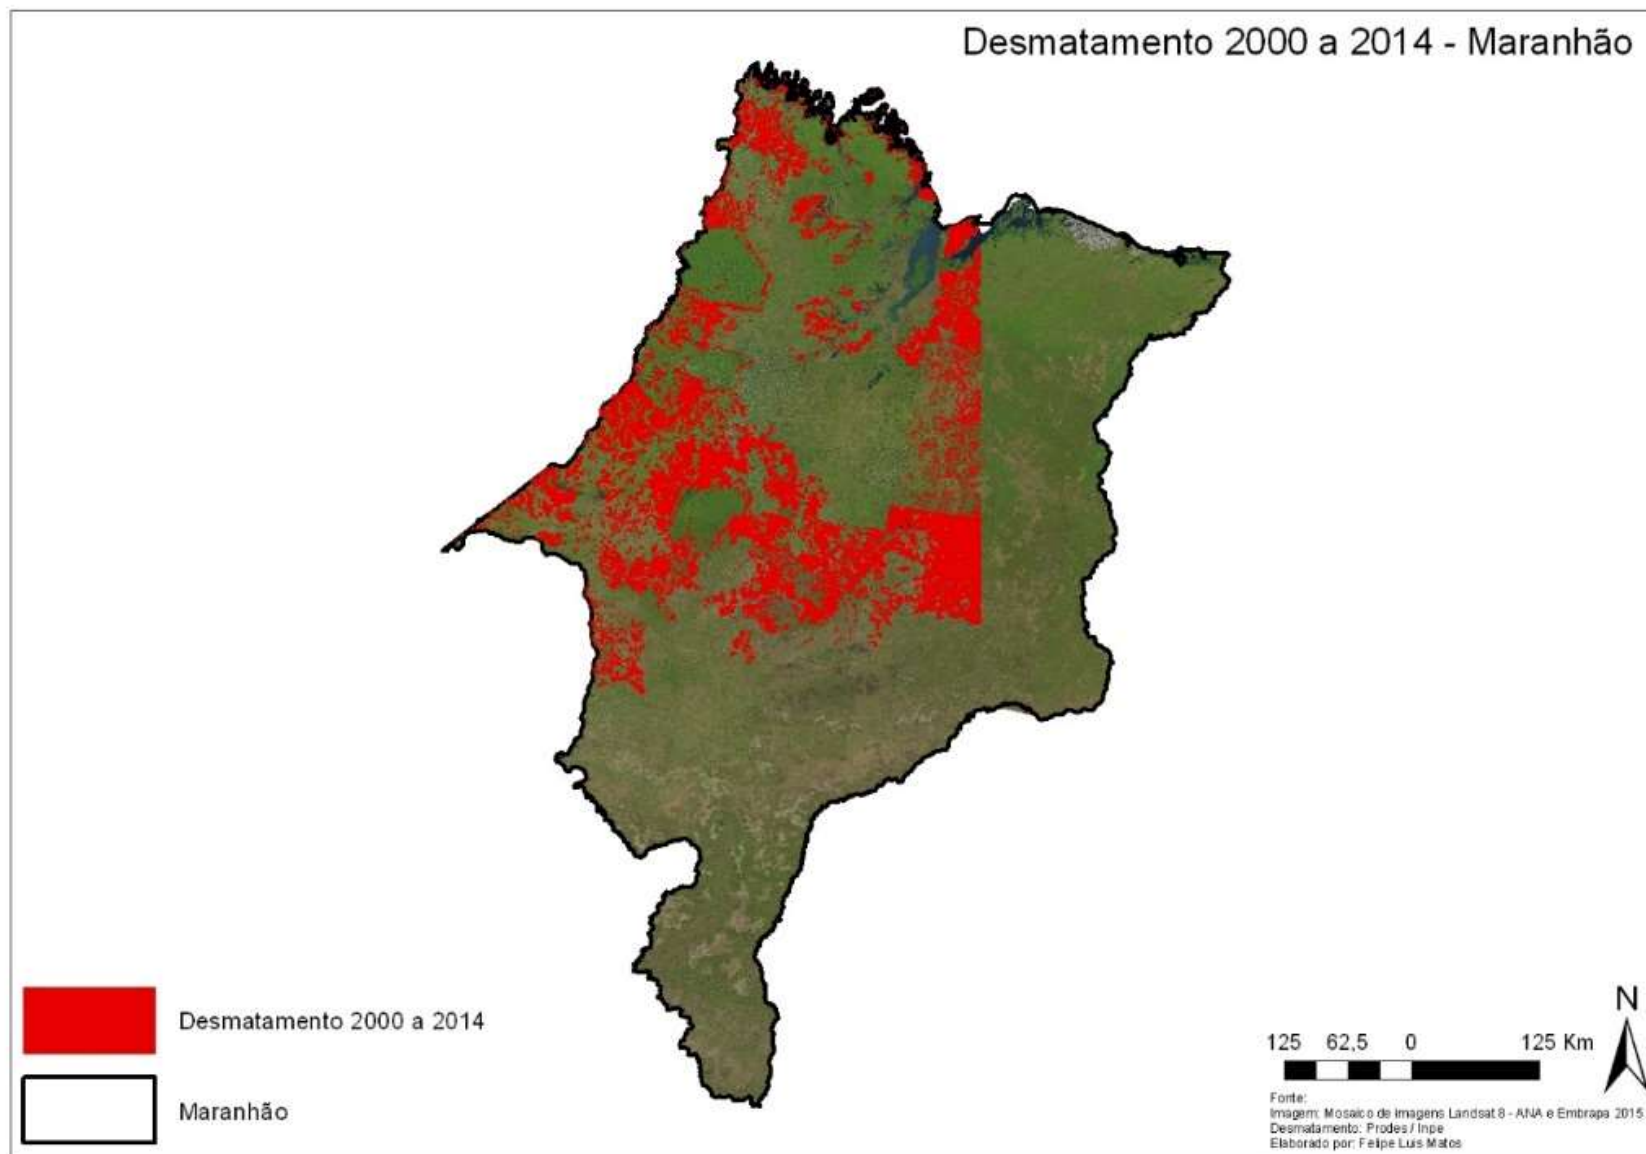 Desmatamento 2000 a 2014 - Maranhão
Desmatamento 2000 a 2014
Maranhão
N
125 62,5 0 125 Km
Fonte:
Imagem: Mosaico de imagens Landsat 8 - ANA e Embrapa 2015
Desmatamento: Prodes / Inpe
Elaborado por: Felipe Luis Matos